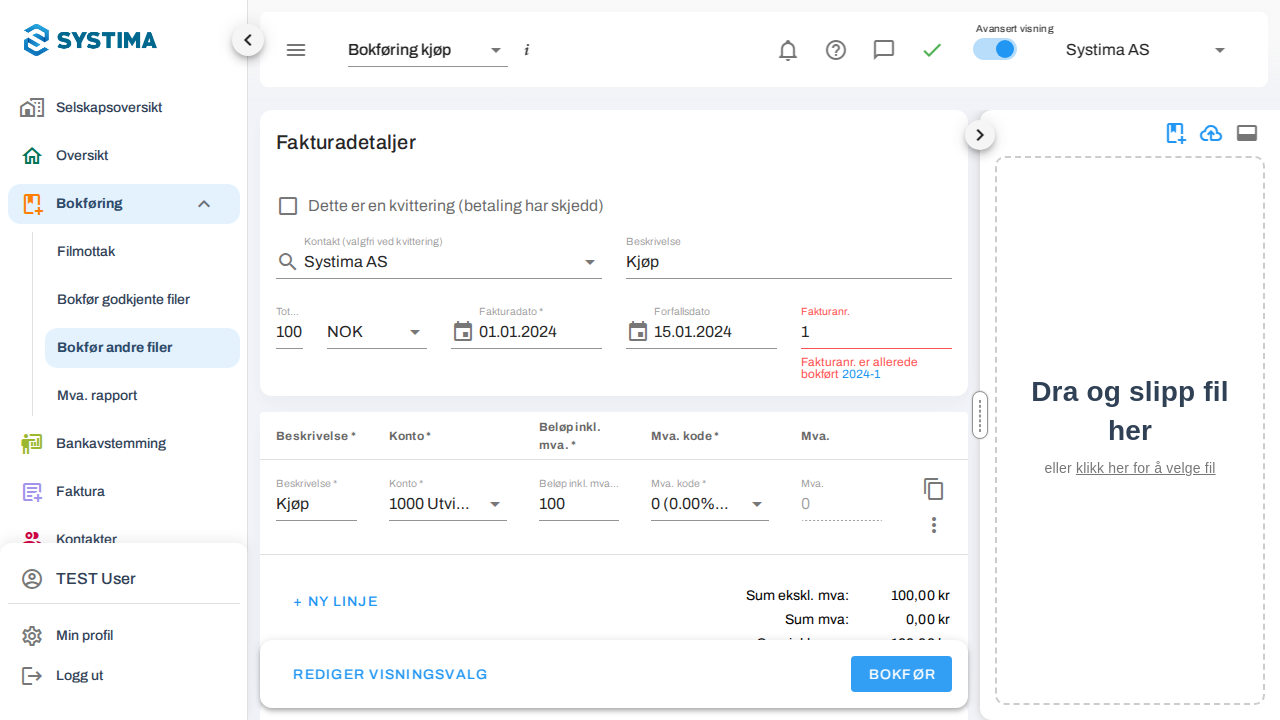 SYSTIMA
Selskapsoversikt
Oversikt
Bokføring
Filmottak
Bokfør godkjente filer
Bokfør andre filer
Mva. rapport
Bankavstemming
Faktura
Kontakter
TEST User
Min profil
Logg ut
Bokføring kjøp
i
Avansert visning
Systima AS
Fakturadetaljer
Dette er en kvittering (betaling har skjedd)
Kontakt (valgfri ved kvittering)
Systima AS
Beskrivelse
Kjøp
Tot...
100
NOK
Fakturadato *
01.01.2024
Forfallsdato
15.01.2024
Fakturanr.
1
Fakturanr. er allerede
bokført 2024-1
Beskrivelse * Konto * Beløp inkl. mva. * Mva. kode * Mva.
Beskrivelse *
Kjøp
Konto *
1000 Utvi...
Beløp inkl. mva...
100
Mva. kode *
0 (0.00%...
Mva.
0
+ NY LINJE
Sum ekskl. mva: 100,00 kr
Sum mva: 0,00 kr
REDIGER VISNINGSVALG
BOKFØR
Dra og slipp fil
her
eller klikk her for å velge fil